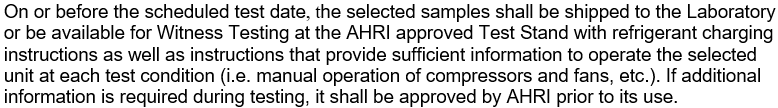 On or before the scheduled test date, the selected samples shall be shipped to the Laboratory
or be available for Witness Testing at the AHRI approved Test Stand with refrigerant charging
instructions as well as instructions that provide sufficient information to operate the selected
unit at each test condition (i.e. manual operation of compressors and fans, etc.). If additional
information is required during testing, it shall be approved by AHRI prior to its use.